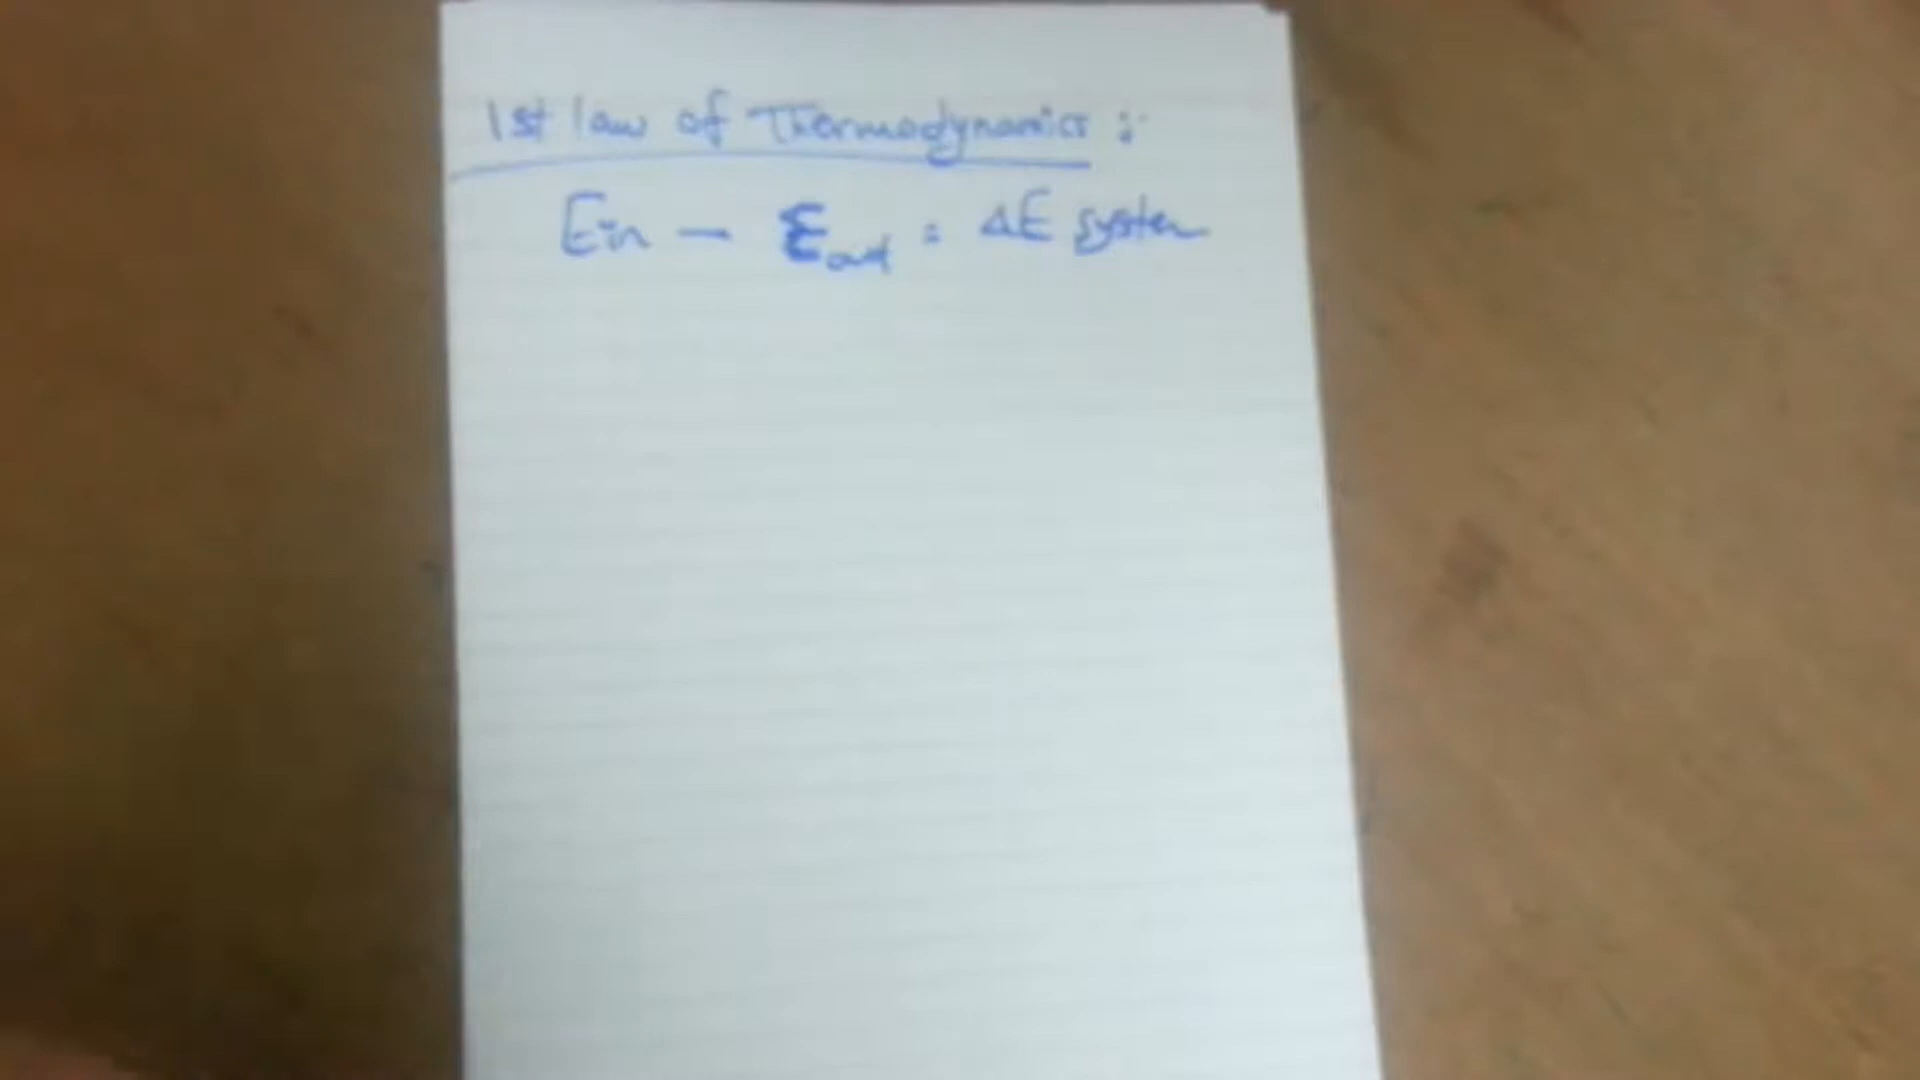 1st law of Thermodynamics :-
Ein - Eout = ΔE system